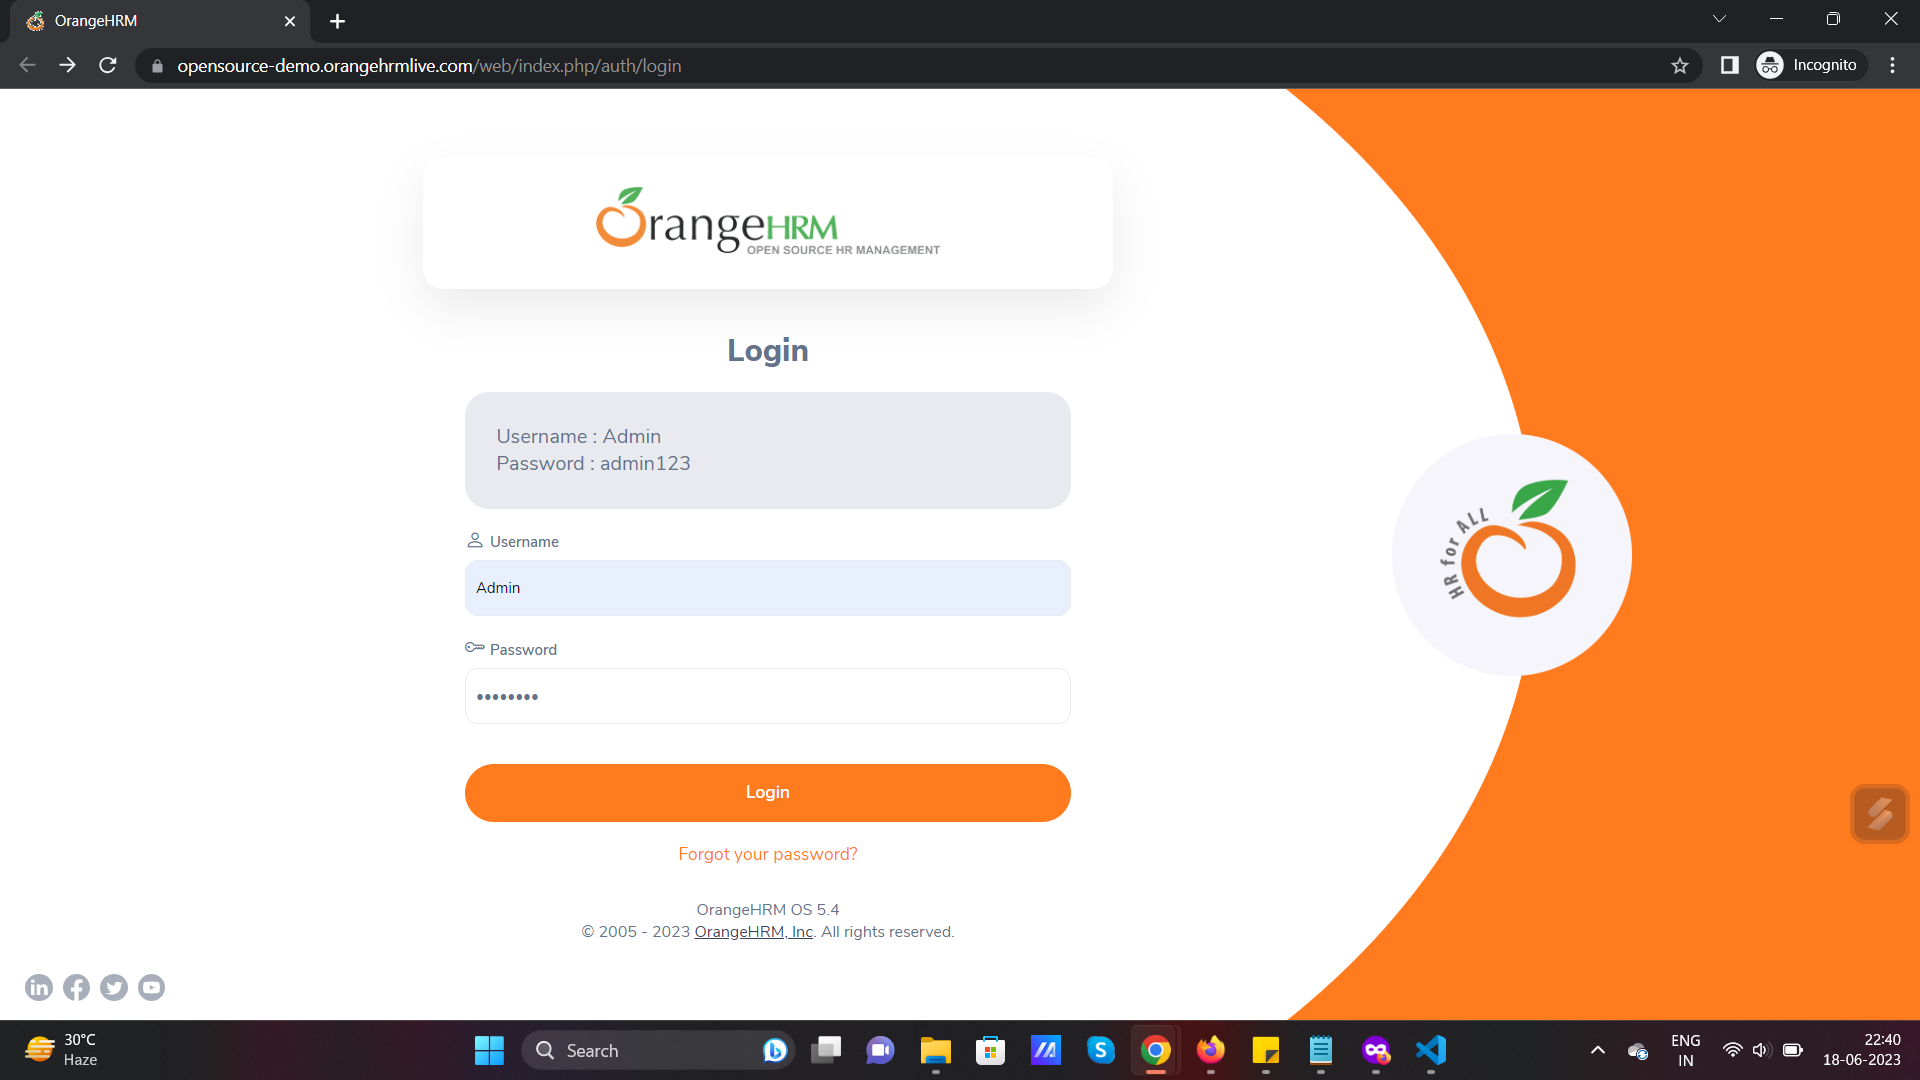 OrangeHRM
opensource-demo.orangehrmlive.com/web/index.php/auth/login
Incognito
OrangeHRM
OPEN SOURCE HR MANAGEMENT
Login
Username : Admin
Password : admin123
Username
Admin
Password
••••••••
Login
Forgot your password?
OrangeHRM OS 5.4
© 2005 - 2023 OrangeHRM, Inc. All rights reserved.
HR for ALL
30°C
Haze
Search
ENG
IN
22:40
18-06-2023